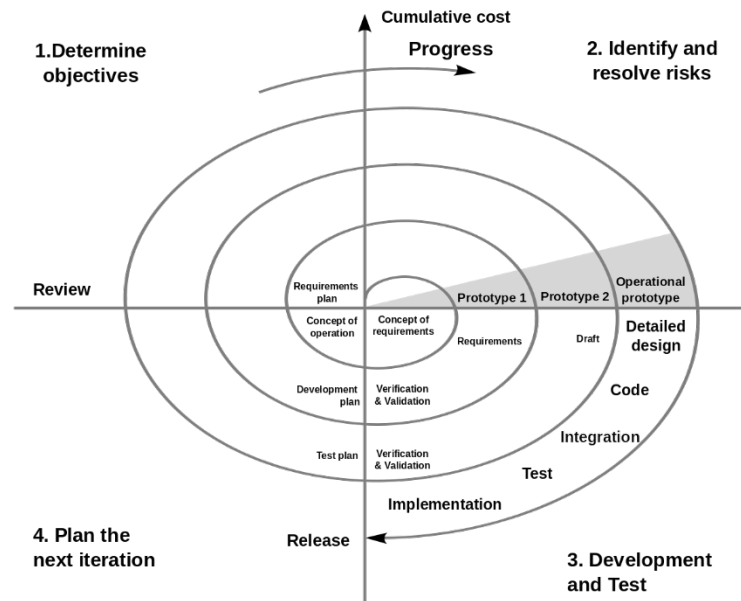 Cumulative cost
1.Determine
objectives
Progress
2. Identify and
resolve risks
Review
Requirements
plan
Prototype 1
Prototype 2
Operational
prototype
Concept of
operation
Concept of
requirements
Requirements
Draft
Detailed
design
Development
plan
Verification
& Validation
Code
Test plan
Verification
& Validation
Integration
Test
Implementation
4. Plan the
next iteration
Release
3. Development
and Test